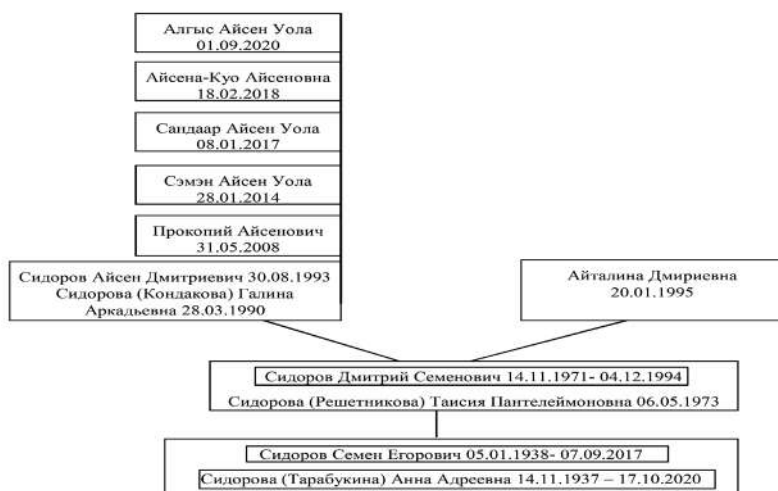 Алгыс Айсен Уола
01.09.2020
Айсена-Куо Айсеновна
18.02.2018
Сандаар Айсен Уола
08.01.2017
Сэмэн Айсен Уола
28.01.2014
Прокопий Айсенович
31.05.2008
Сидоров Айсен Дмитриевич 30.08.1993
Сидорова (Кондакова) Галина
Аркадьевна 28.03.1990
Айталина Дмириевна
20.01.1995
Сидоров Дмитрий Семенович 14.11.1971- 04.12.1994
Сидорова (Решетникова) Таисия Пантелеймоновна 06.05.1973
Сидоров Семен Егорович 05.01.1938- 07.09.2017
Сидорова (Тарабукина) Анна Адреевна 14.11.1937 – 17.10.2020